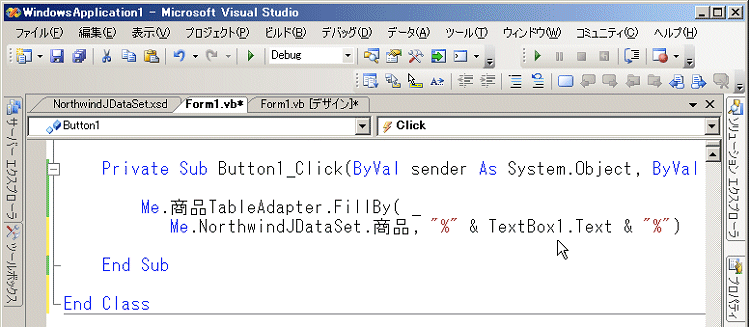 WindowsApplication1 - Microsoft Visual Studio
ファイル(F) 編集(E) 表示(V) プロジェクト(P) ビルド(B) デバッグ(D) データ(A) ツール(T) ウィンドウ(W) コミュニティ(C) ヘルプ(H)
Debug
NorthwindJDataSet.xsd Form1.vb* Form1.vb [デザイン]*
Button1 Click
サーバー エクスプローラ
ツールボックス
Private Sub Button1_Click(ByVal sender As System.Object, ByVal
Me.商品TableAdapter.FillBy( _
Me.NorthwindJDataSet.商品, "%" & TextBox1.Text & "%")
End Sub
End Class
ソリューション エクスプローラ
プロパティ